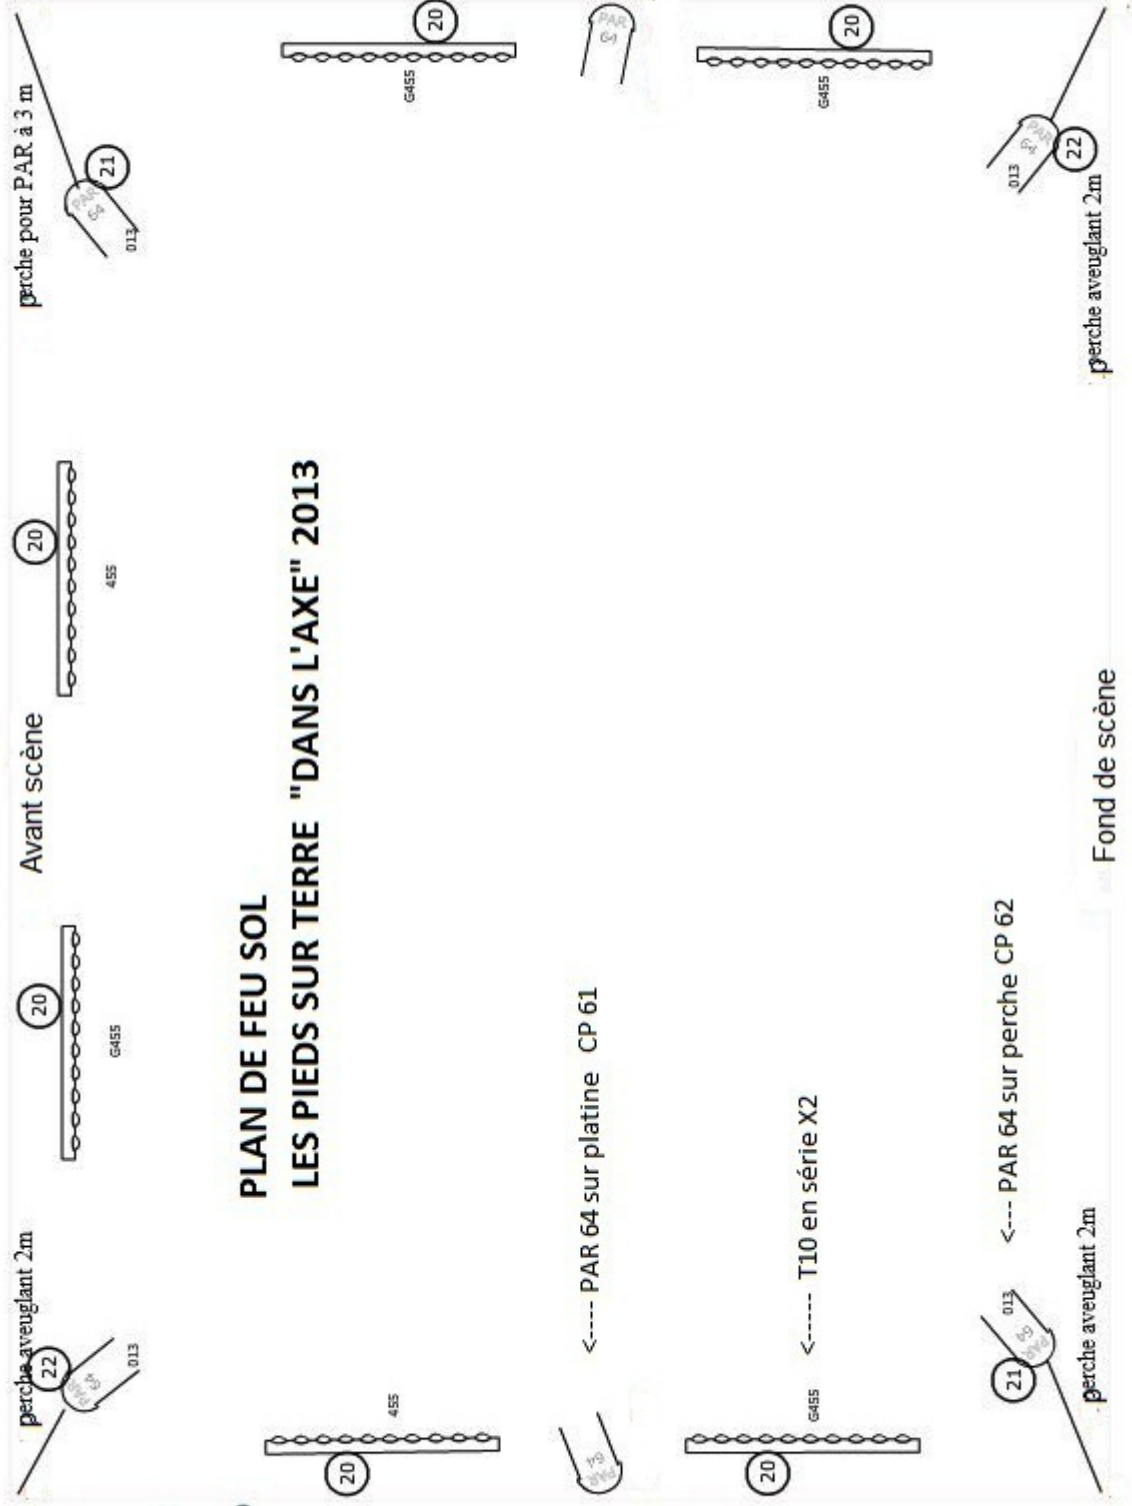 perche aveuglant 2m
Avant scène
perche pour PAR à 3 m
20
20
22
PAR
64
013
G455
455
21
PAR
64
013
PLAN DE FEU SOL
LES PIEDS SUR TERRE "DANS L'AXE" 2013
20
455
20
G455
PAR
64
<---- PAR 64 sur platine CP 61
PAR
64
20
G455
<------ T10 en série X2
20
G455
21
PAR
64
013
<--- PAR 64 sur perche CP 62
013
PAR
64
22
perche aveuglant 2m
Fond de scène
perche aveuglant 2m